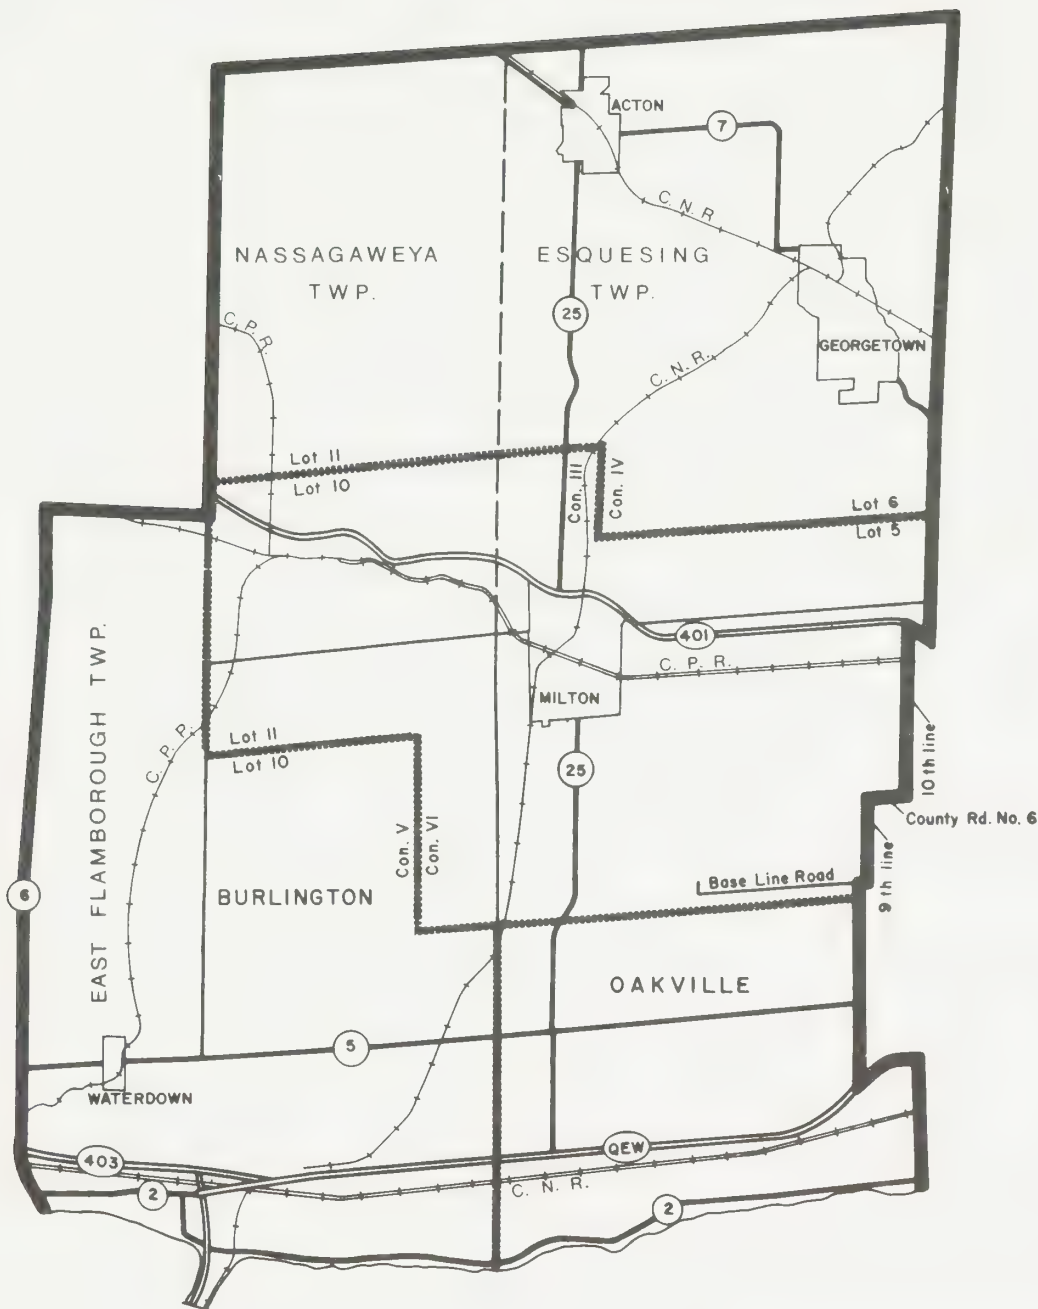 ACTON
7
C. N. R
NASSAGAWEYA
TWP.
ESQUESING
TWP.
25
C. P. R.
C. N. R.
GEORGETOWN
Lot 11
Lot 10
Con. III
Con. IV
Lot 6
Lot 5
401
C. P. R.
MILTON
EAST FLAMBOROUGH TWP.
C. P. P.
Lot 11
Lot 10
25
10th line
County Rd. No. 6
Con. V
Con. VI
9th line
Base Line Road
6
BURLINGTON
OAKVILLE
5
WATERDOWN
403
QEW
C. N. R.
2
2